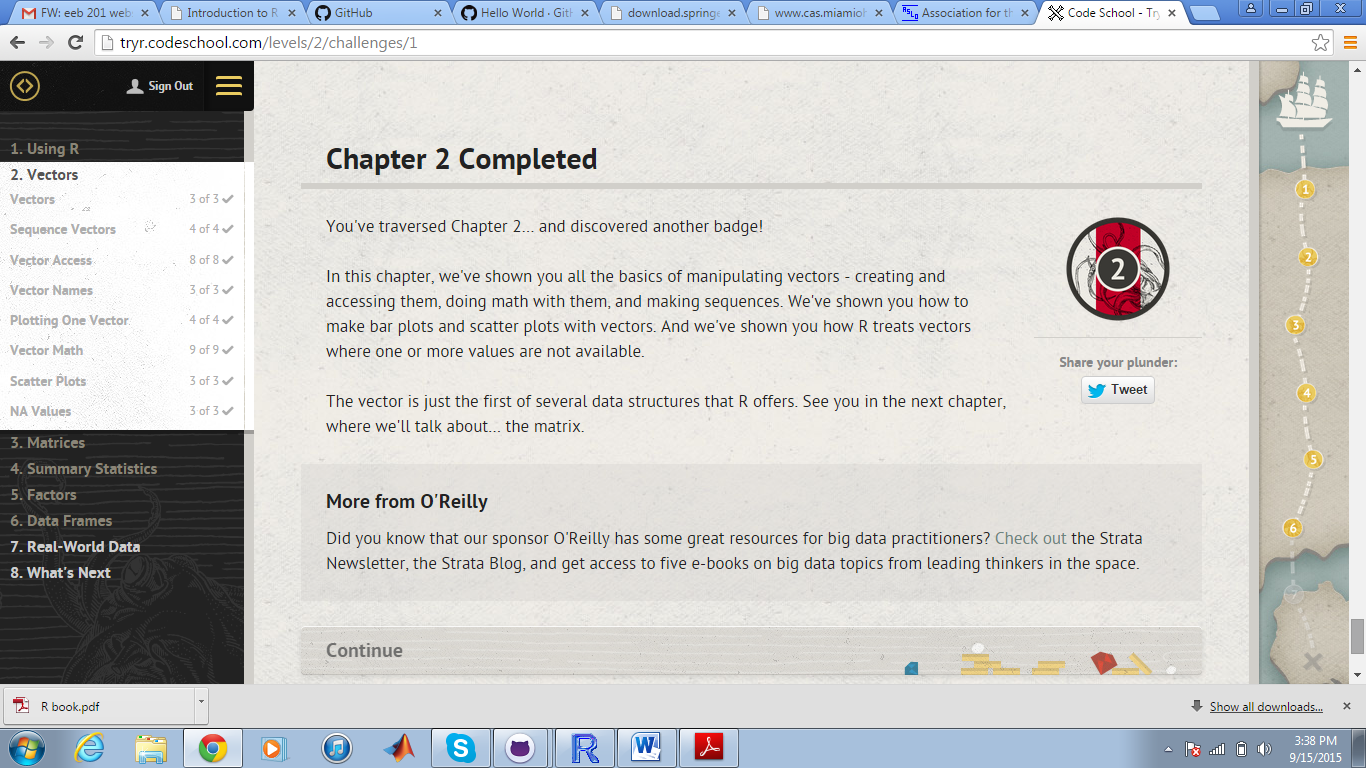 FW: eeb 201 web
Introduction to R
GitHub
Hello World · Git
download.springe
www.cas.miamioh
Association for th
Code School - Try
tryr.codeschool.com/levels/2/challenges/1
Sign Out
1. Using R
2. Vectors
Vectors 3 of 3
Sequence Vectors 4 of 4
Vector Access 8 of 8
Vector Names 3 of 3
Plotting One Vector 4 of 4
Vector Math 9 of 9
Scatter Plots 3 of 3
NA Values 3 of 3
3. Matrices
4. Summary Statistics
5. Factors
6. Data Frames
7. Real-World Data
8. What's Next
Chapter 2 Completed
You've traversed Chapter 2... and discovered another badge!
In this chapter, we've shown you all the basics of manipulating vectors - creating and
accessing them, doing math with them, and making sequences. We've shown you how to
make bar plots and scatter plots with vectors. And we've shown you how R treats vectors
where one or more values are not available.
The vector is just the first of several data structures that R offers. See you in the next chapter,
where we'll talk about... the matrix.
2
Share your plunder:
Tweet
More from O'Reilly
Did you know that our sponsor O'Reilly has some great resources for big data practitioners? Check out the Strata
Newsletter, the Strata Blog, and get access to five e-books on big data topics from leading thinkers in the space.
Continue
1
2
3
4
5
6
7
R book.pdf
Show all downloads...
3:38 PM
9/15/2015